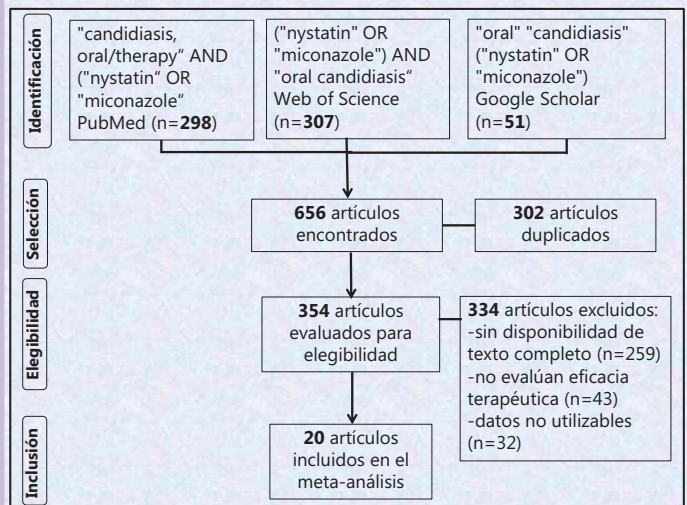 Identificación
"candidiasis,
oral/therapy“ AND
("nystatin“ OR
"miconazole“
PubMed (n=298)
("nystatin" OR
"miconazole") AND
"oral candidiasis“
Web of Science
(n=307)
"oral" "candidiasis"
("nystatin" OR
"miconazole")
Google Scholar
(n=51)
Selección
656 artículos
encontrados
302 artículos
duplicados
Elegibilidad
354 artículos
evaluados para
elegibilidad
334 artículos excluidos:
-sin disponibilidad de
texto completo (n=259)
-no evalúan eficacia
terapéutica (n=43)
-datos no utilizables
(n=32)
Inclusión
20 artículos
incluidos en el
meta-análisis